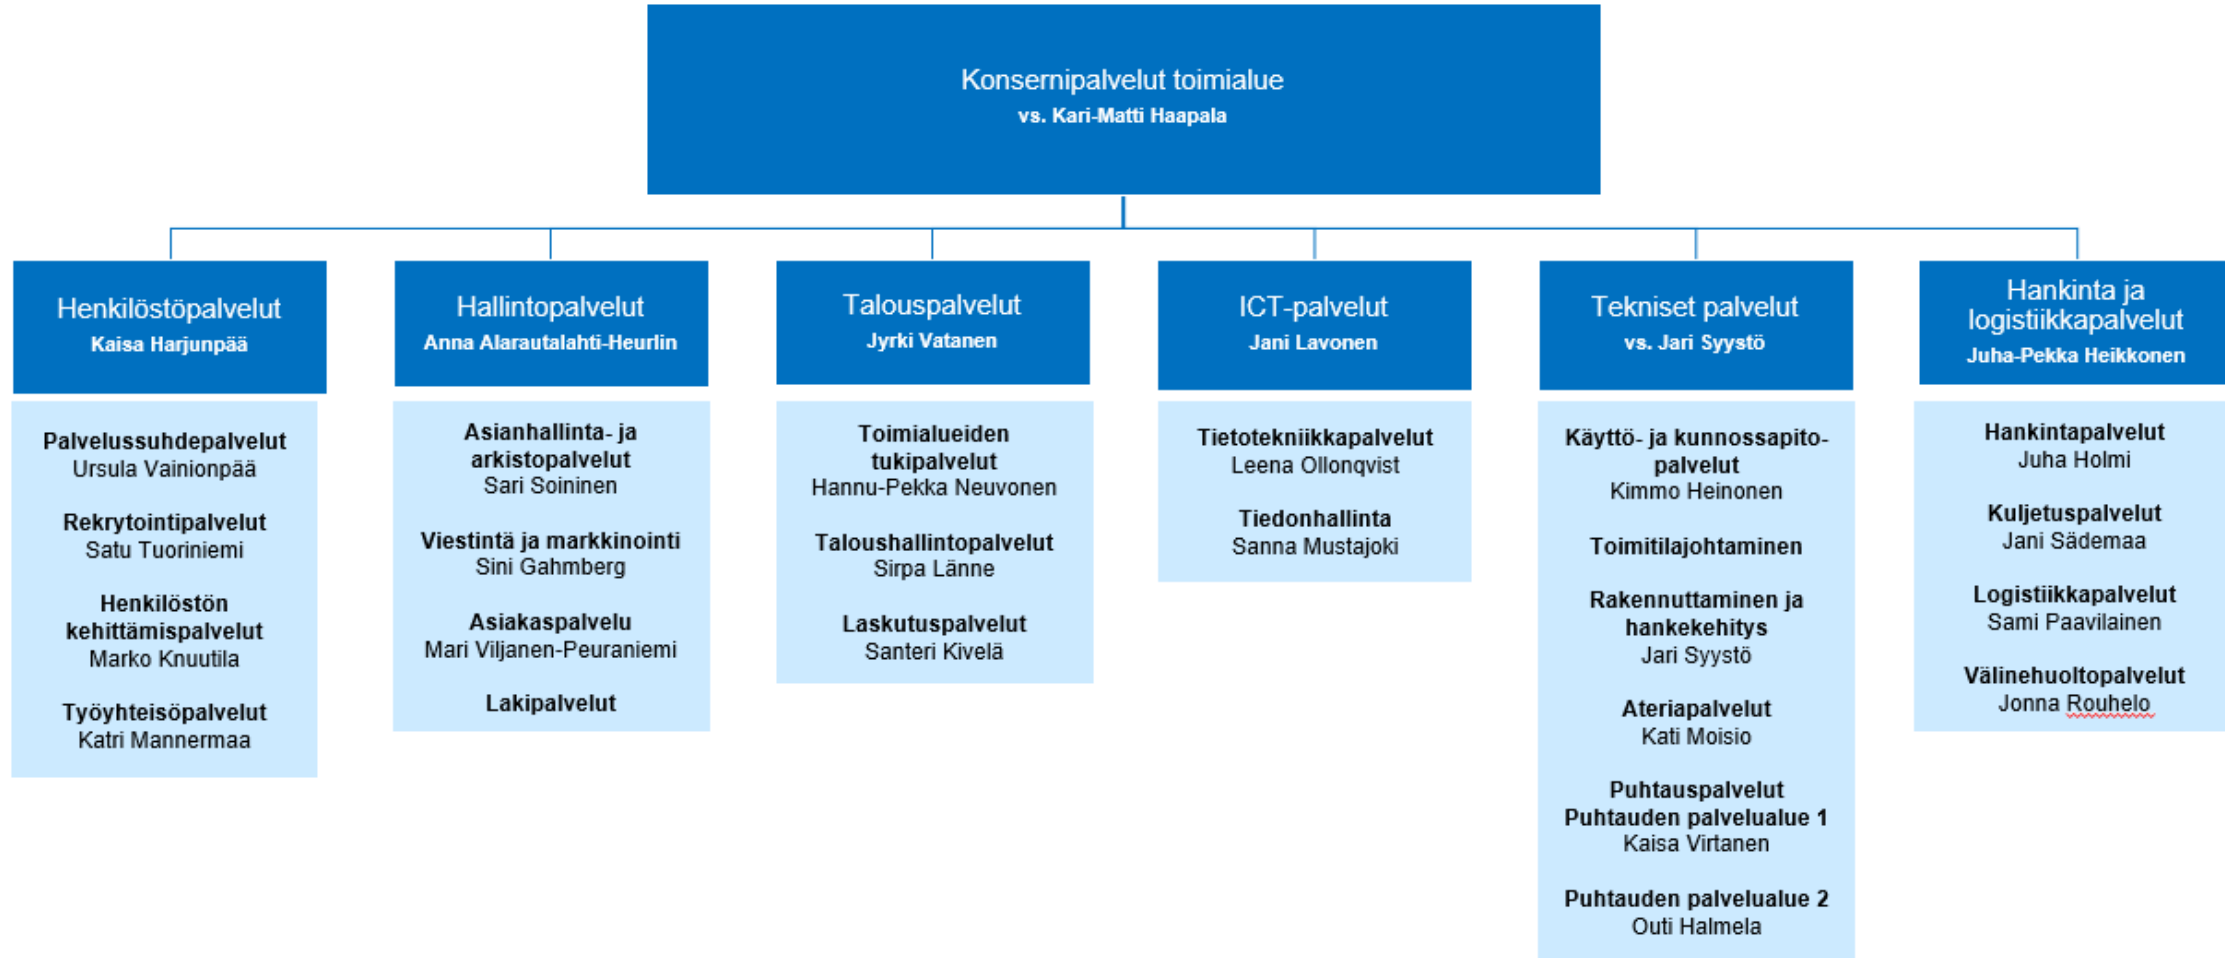 Konsernipalvelut toimialue
vs. Kari-Matti Haapala
Henkilöstöpalvelut
Kaisa Harjunpää
Palvelussuhdepalvelut
Ursula Vainionpää
Rekrytointipalvelut
Satu Tuoriniemi
Henkilöstön
kehittämispalvelut
Marko Knuutila
Työyhteisöpalvelut
Katri Mannermaa
Hallintopalvelut
Anna Alarautalahti-Heurlin
Asianhallinta- ja
arkistopalvelut
Sari Soininen
Viestintä ja markkinointi
Sini Gahmberg
Asiakaspalvelu
Mari Viljanen-Peuraniemi
Lakipalvelut
Talouspalvelut
Jyrki Vatanen
Toimialueiden
tukipalvelut
Hannu-Pekka Neuvonen
Taloushallintopalvelut
Sirpa Länne
Laskutuspalvelut
Santeri Kivelä
ICT-palvelut
Jani Lavonen
Tietotekniikkapalvelut
Leena Ollonqvist
Tiedonhallinta
Sanna Mustajoki
Tekniset palvelut
vs. Jari Syystö
Käyttö- ja kunnossapito-
palvelut
Kimmo Heinonen
Toimitilajohtaminen
Rakennuttaminen ja
hankekehitys
Jari Syystö
Ateriapalvelut
Kati Moisio
Puhtauspalvelut
Puhtauden palvelualue 1
Kaisa Virtanen
Puhtauden palvelualue 2
Outi Halmela
Hankinta ja
logistiikkapalvelut
Juha-Pekka Heikkonen
Hankintapalvelut
Juha Holmi
Kuljetuspalvelut
Jani Sädemaa
Logistiikkapalvelut
Sami Paavilainen
Välinehuoltopalvelut
Jonna Rouhelo